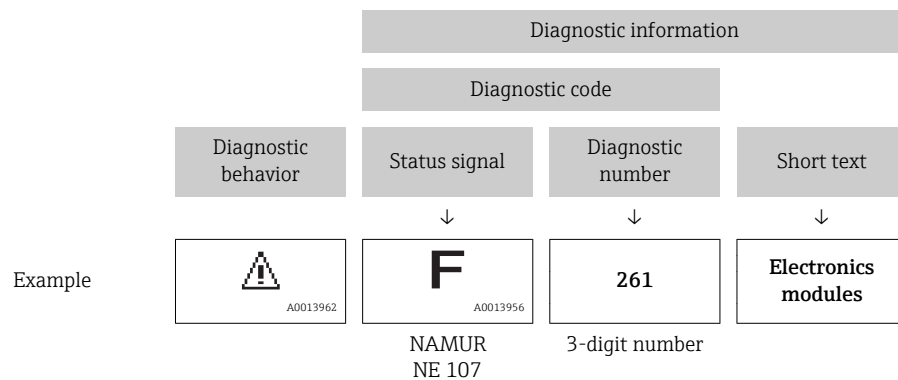 Diagnostic information
Diagnostic code
Diagnostic
behavior
Status signal
Diagnostic
number
Short text
↓ ↓ ↓
Example
A0013962
F
A0013956
261
Electronics
modules
NAMUR
NE 107
3-digit number